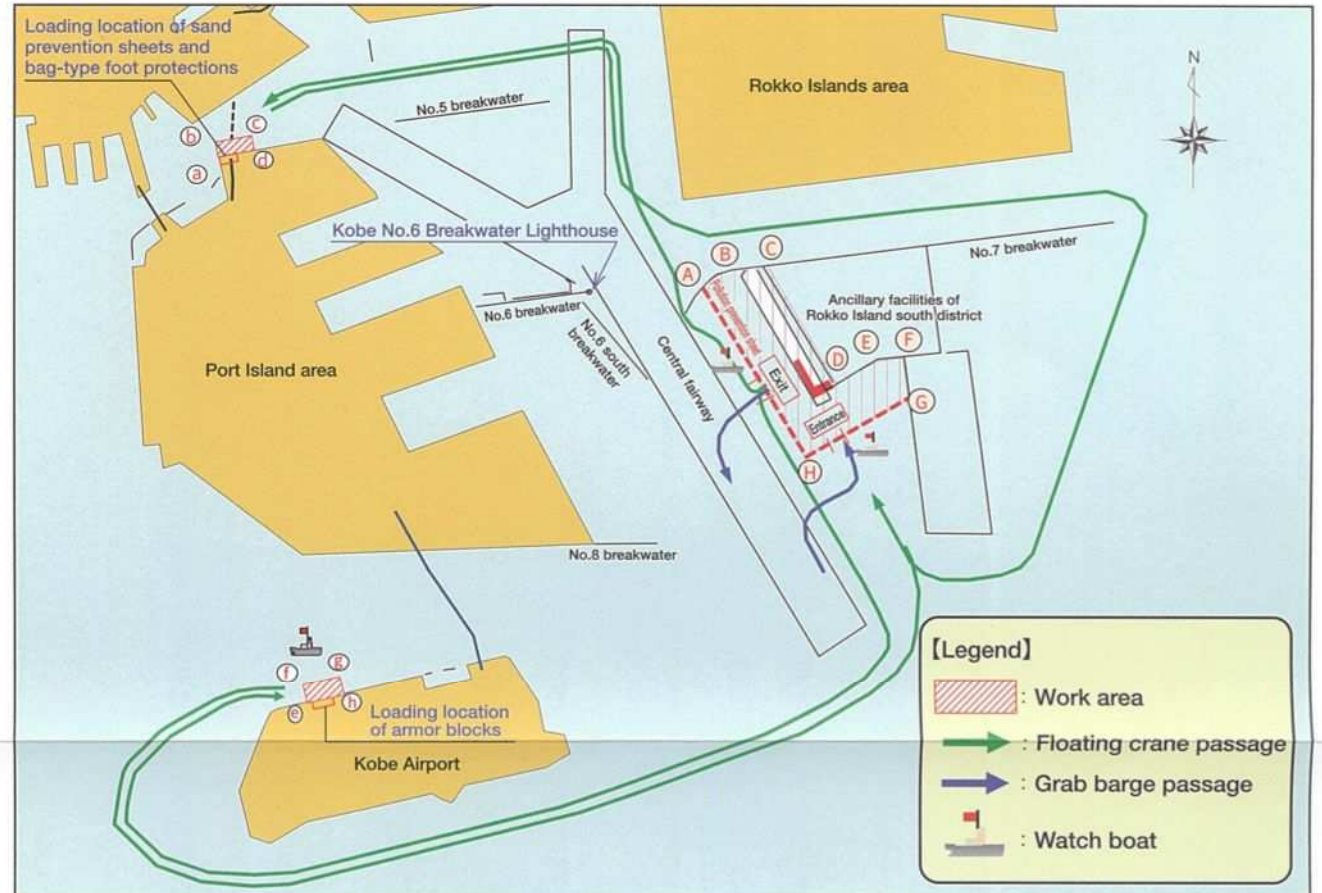 Loading location of sand
prevention sheets and
bag-type foot protections
Rokko Islands area
N
No.5 breakwater
b
c
a
d
Kobe No.6 Breakwater Lighthouse
No.7 breakwater
A
B
C
Pollution prevention sheet
Ancillary facilities of
Rokko Island south district
No.6 breakwater
No.6 south
breakwater
Central fairway
Port Island area
D
E
F
G
Exit
Entrance
H
No.8 breakwater
f
g
e
h
Loading location
of armor blocks
Kobe Airport
【Legend】
: Work area
: Floating crane passage
: Grab barge passage
: Watch boat